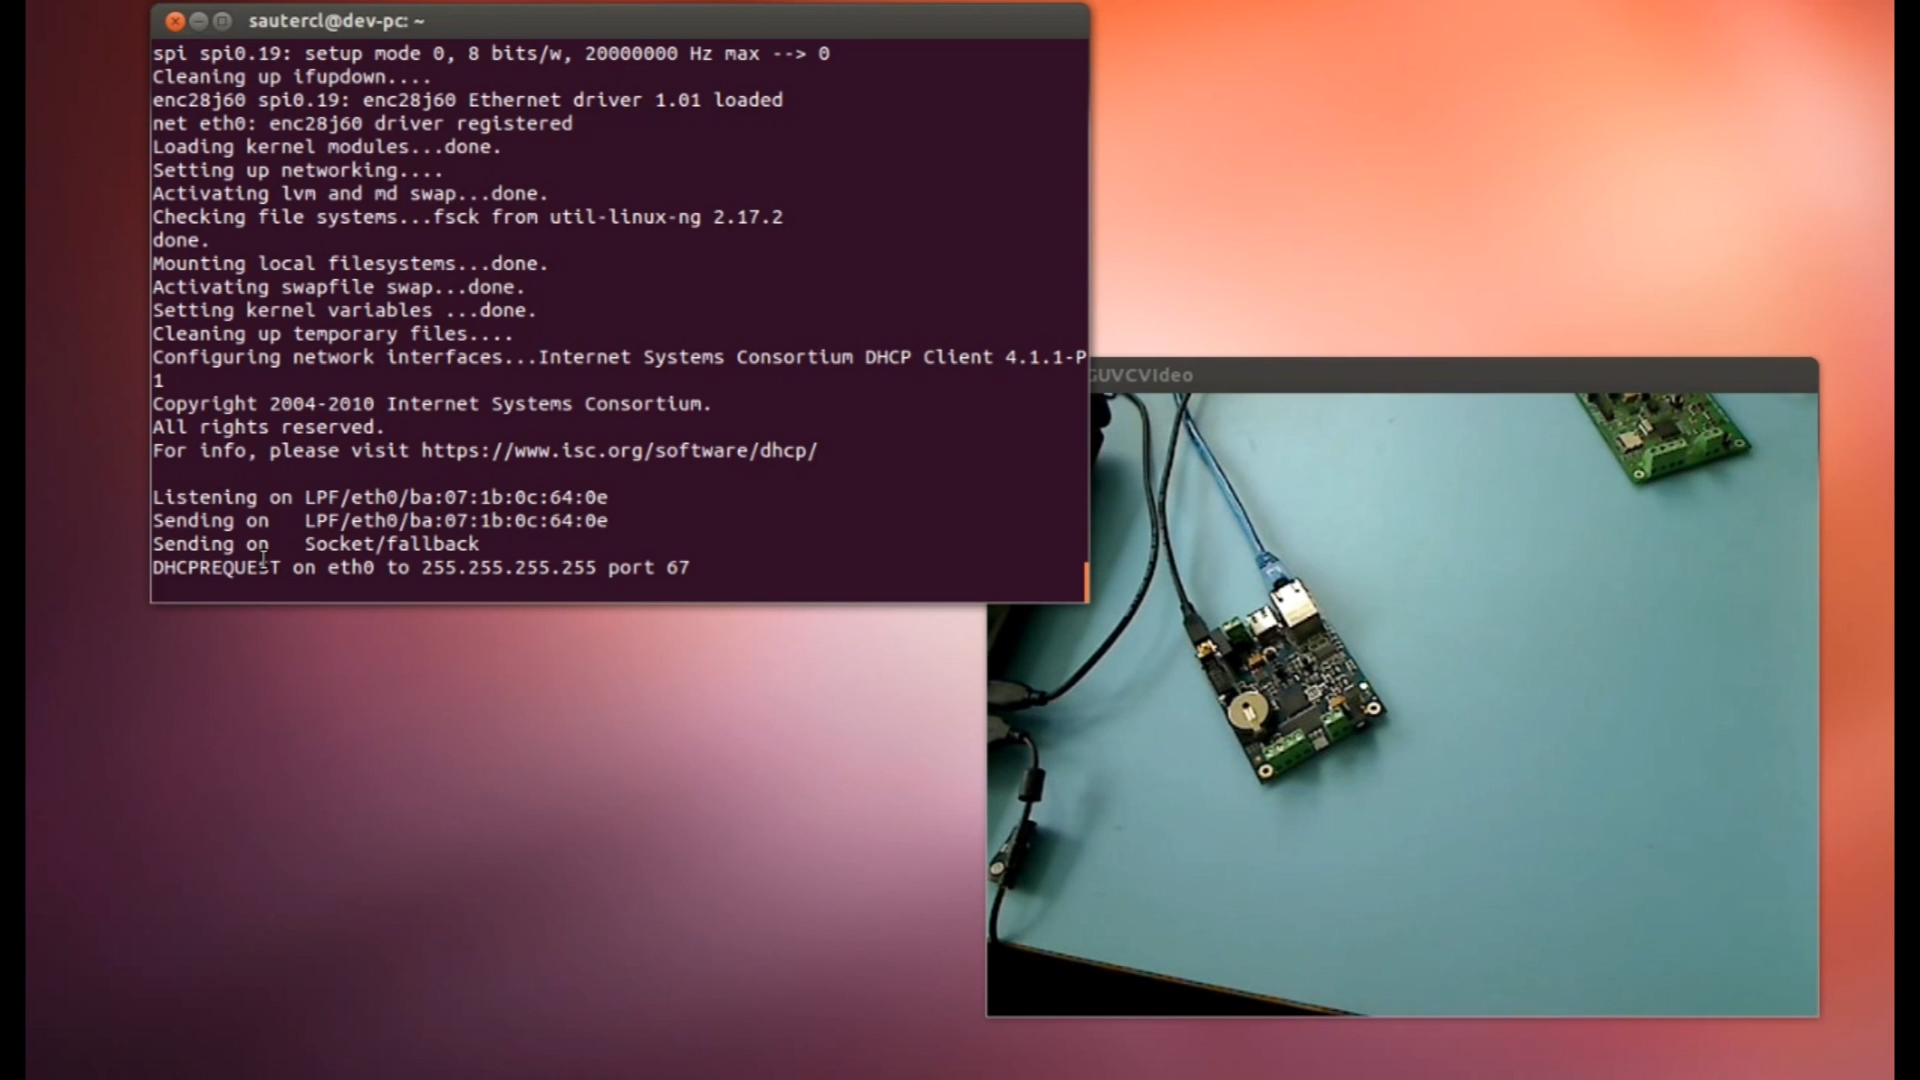 sautercl@dev-pc: ~
spi spi0.19: setup mode 0, 8 bits/w, 20000000 Hz max --> 0
Cleaning up ifupdown....
enc28j60 spi0.19: enc28j60 Ethernet driver 1.01 loaded
net eth0: enc28j60 driver registered
Loading kernel modules...done.
Setting up networking....
Activating lvm and md swap...done.
Checking file systems...fsck from util-linux-ng 2.17.2
done.
Mounting local filesystems...done.
Activating swapfile swap...done.
Setting kernel variables ...done.
Cleaning up temporary files....
Configuring network interfaces...Internet Systems Consortium DHCP Client 4.1.1-P
1
Copyright 2004-2010 Internet Systems Consortium.
All rights reserved.
For info, please visit https://www.isc.org/software/dhcp/
Listening on LPF/eth0/ba:07:1b:0c:64:0e
Sending on   LPF/eth0/ba:07:1b:0c:64:0e
Sending on   Socket/fallback
DHCPREQUEST on eth0 to 255.255.255.255 port 67
GUVCVideo